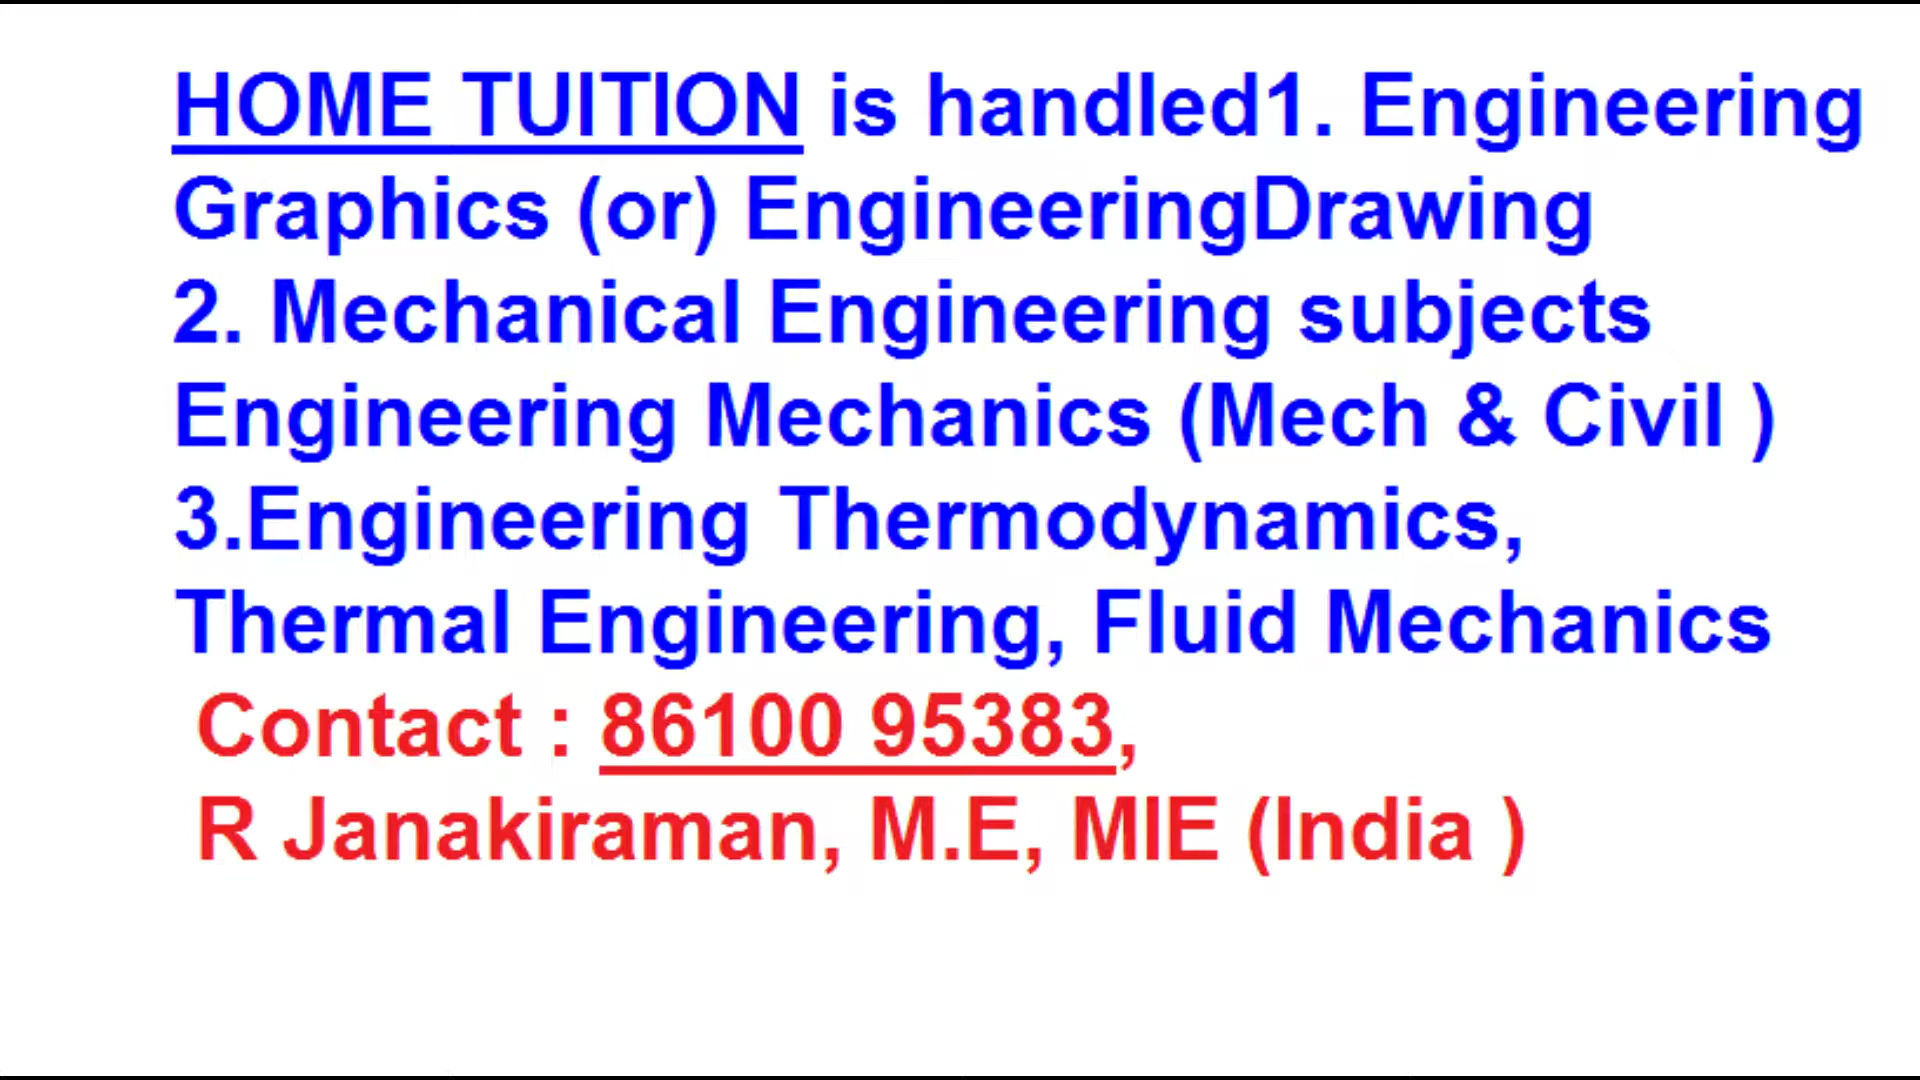 HOME TUITION is handled1. Engineering
Graphics (or) EngineeringDrawing
2. Mechanical Engineering subjects
Engineering Mechanics (Mech & Civil )
3.Engineering Thermodynamics,
Thermal Engineering, Fluid Mechanics
Contact : 86100 95383,
R Janakiraman, M.E, MIE (India )